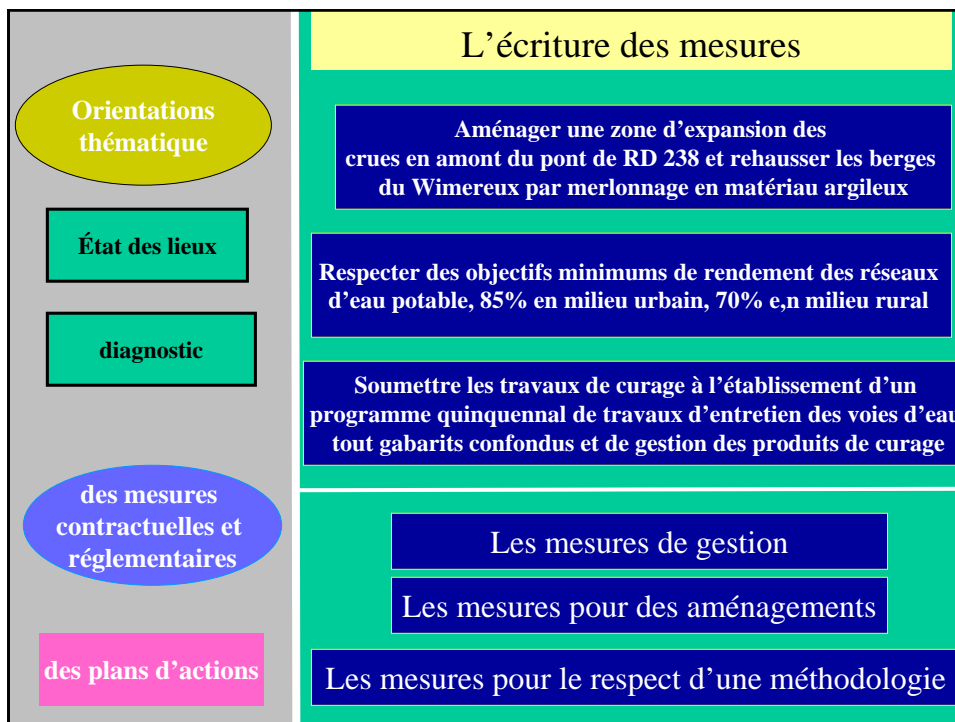 L’écriture des mesures
Orientations
thématique
État des lieux
diagnostic
des mesures
contractuelles et
réglementaires
des plans d’actions
Aménager une zone d’expansion des
crues en amont du pont de RD 238 et rehausser les berges
du Wimereux par merlonnage en matériau argileux
Respecter des objectifs minimums de rendement des réseaux
d’eau potable, 85% en milieu urbain, 70% e,n milieu rural
Soumettre les travaux de curage à l’établissement d’un
programme quinquennal de travaux d’entretien des voies d’eau
tout gabarits confondus et de gestion des produits de curage
Les mesures de gestion
Les mesures pour des aménagements
Les mesures pour le respect d’une méthodologie